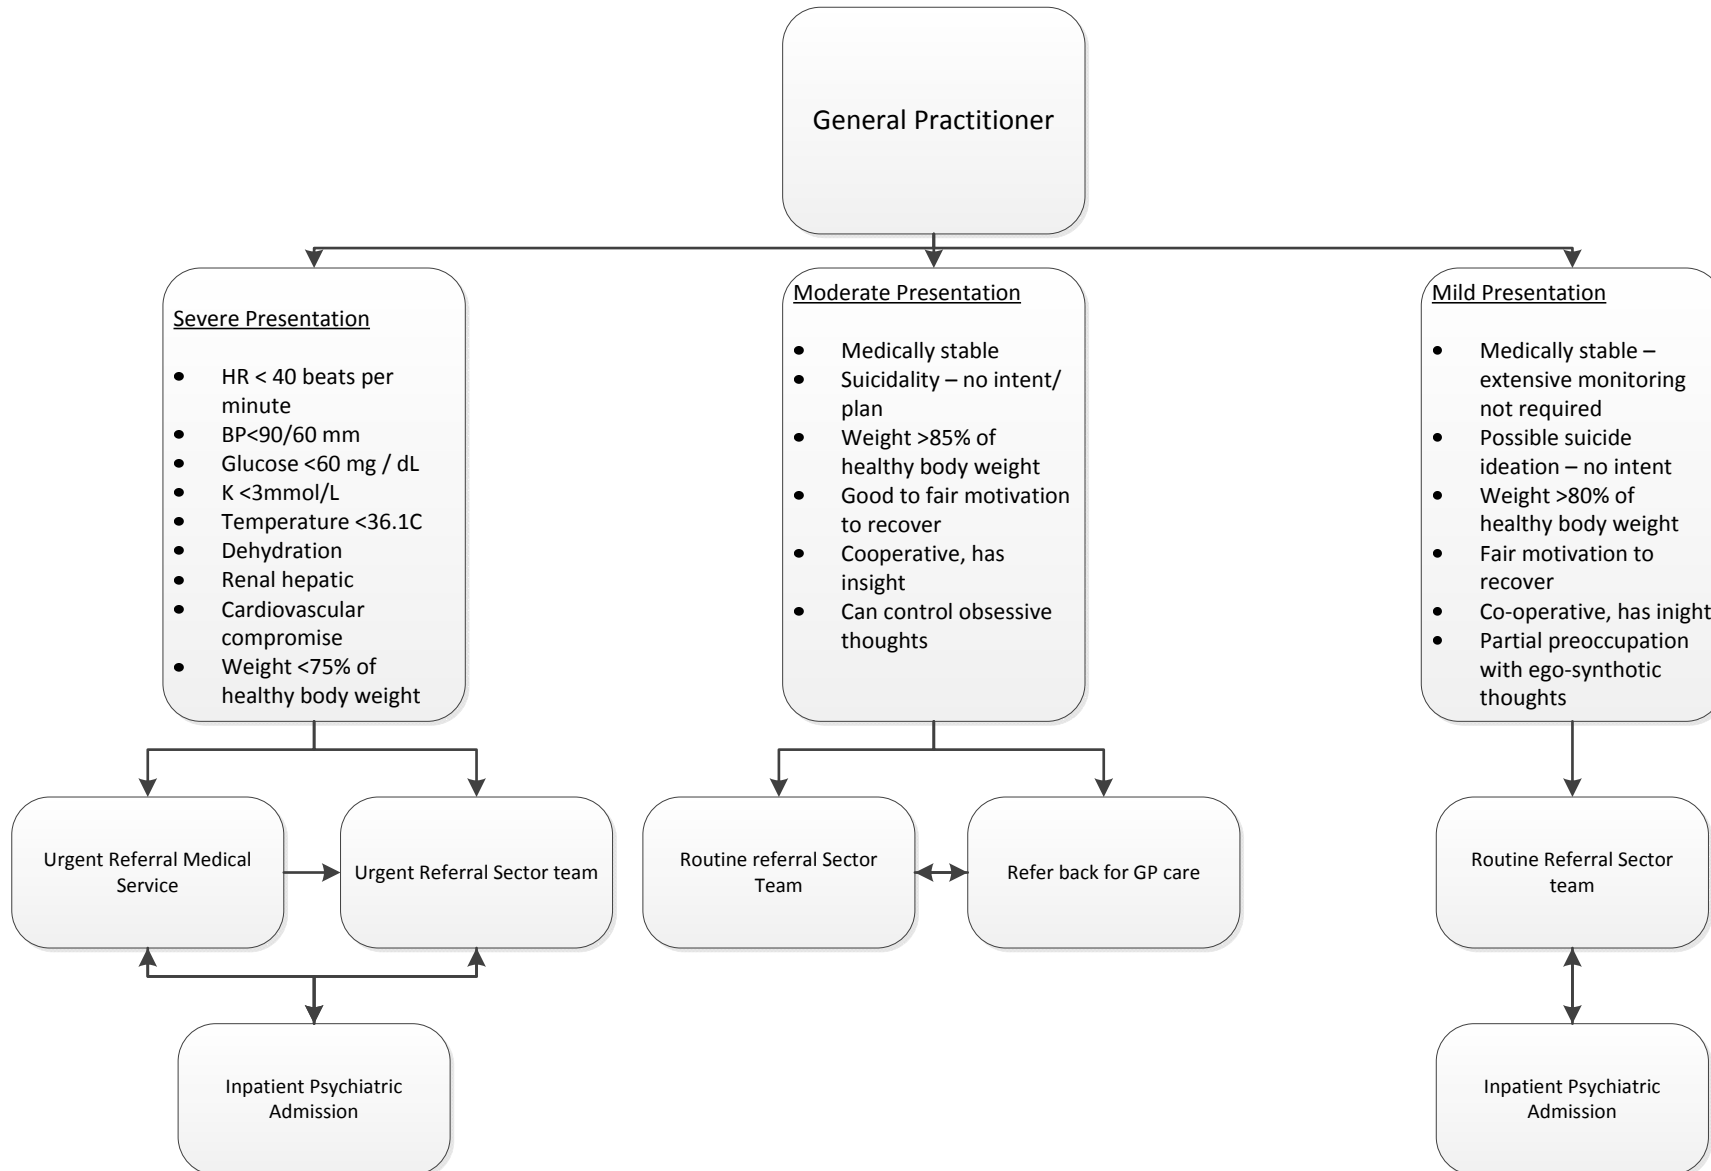 General Practitioner
Severe Presentation
• HR < 40 beats per
minute
• BP<90/60 mm
• Glucose <60 mg / dL
• K <3mmol/L
• Temperature <36.1C
• Dehydration
• Renal hepatic
• Cardiovascular
compromise
• Weight <75% of
healthy body weight
Moderate Presentation
• Medically stable
• Suicidality – no intent/
plan
• Weight >85% of
healthy body weight
• Good to fair motivation
to recover
• Cooperative, has
insight
• Can control obsessive
thoughts
Mild Presentation
• Medically stable –
extensive monitoring
not required
• Possible suicide
ideation – no intent
• Weight >80% of
healthy body weight
• Fair motivation to
recover
• Co-operative, has inight
• Partial preoccupation
with ego-synthotic
thoughts
Urgent Referral Medical
Service
Urgent Referral Sector team
Routine referral Sector
Team
Refer back for GP care
Routine Referral Sector
team
Inpatient Psychiatric
Admission
Inpatient Psychiatric
Admission